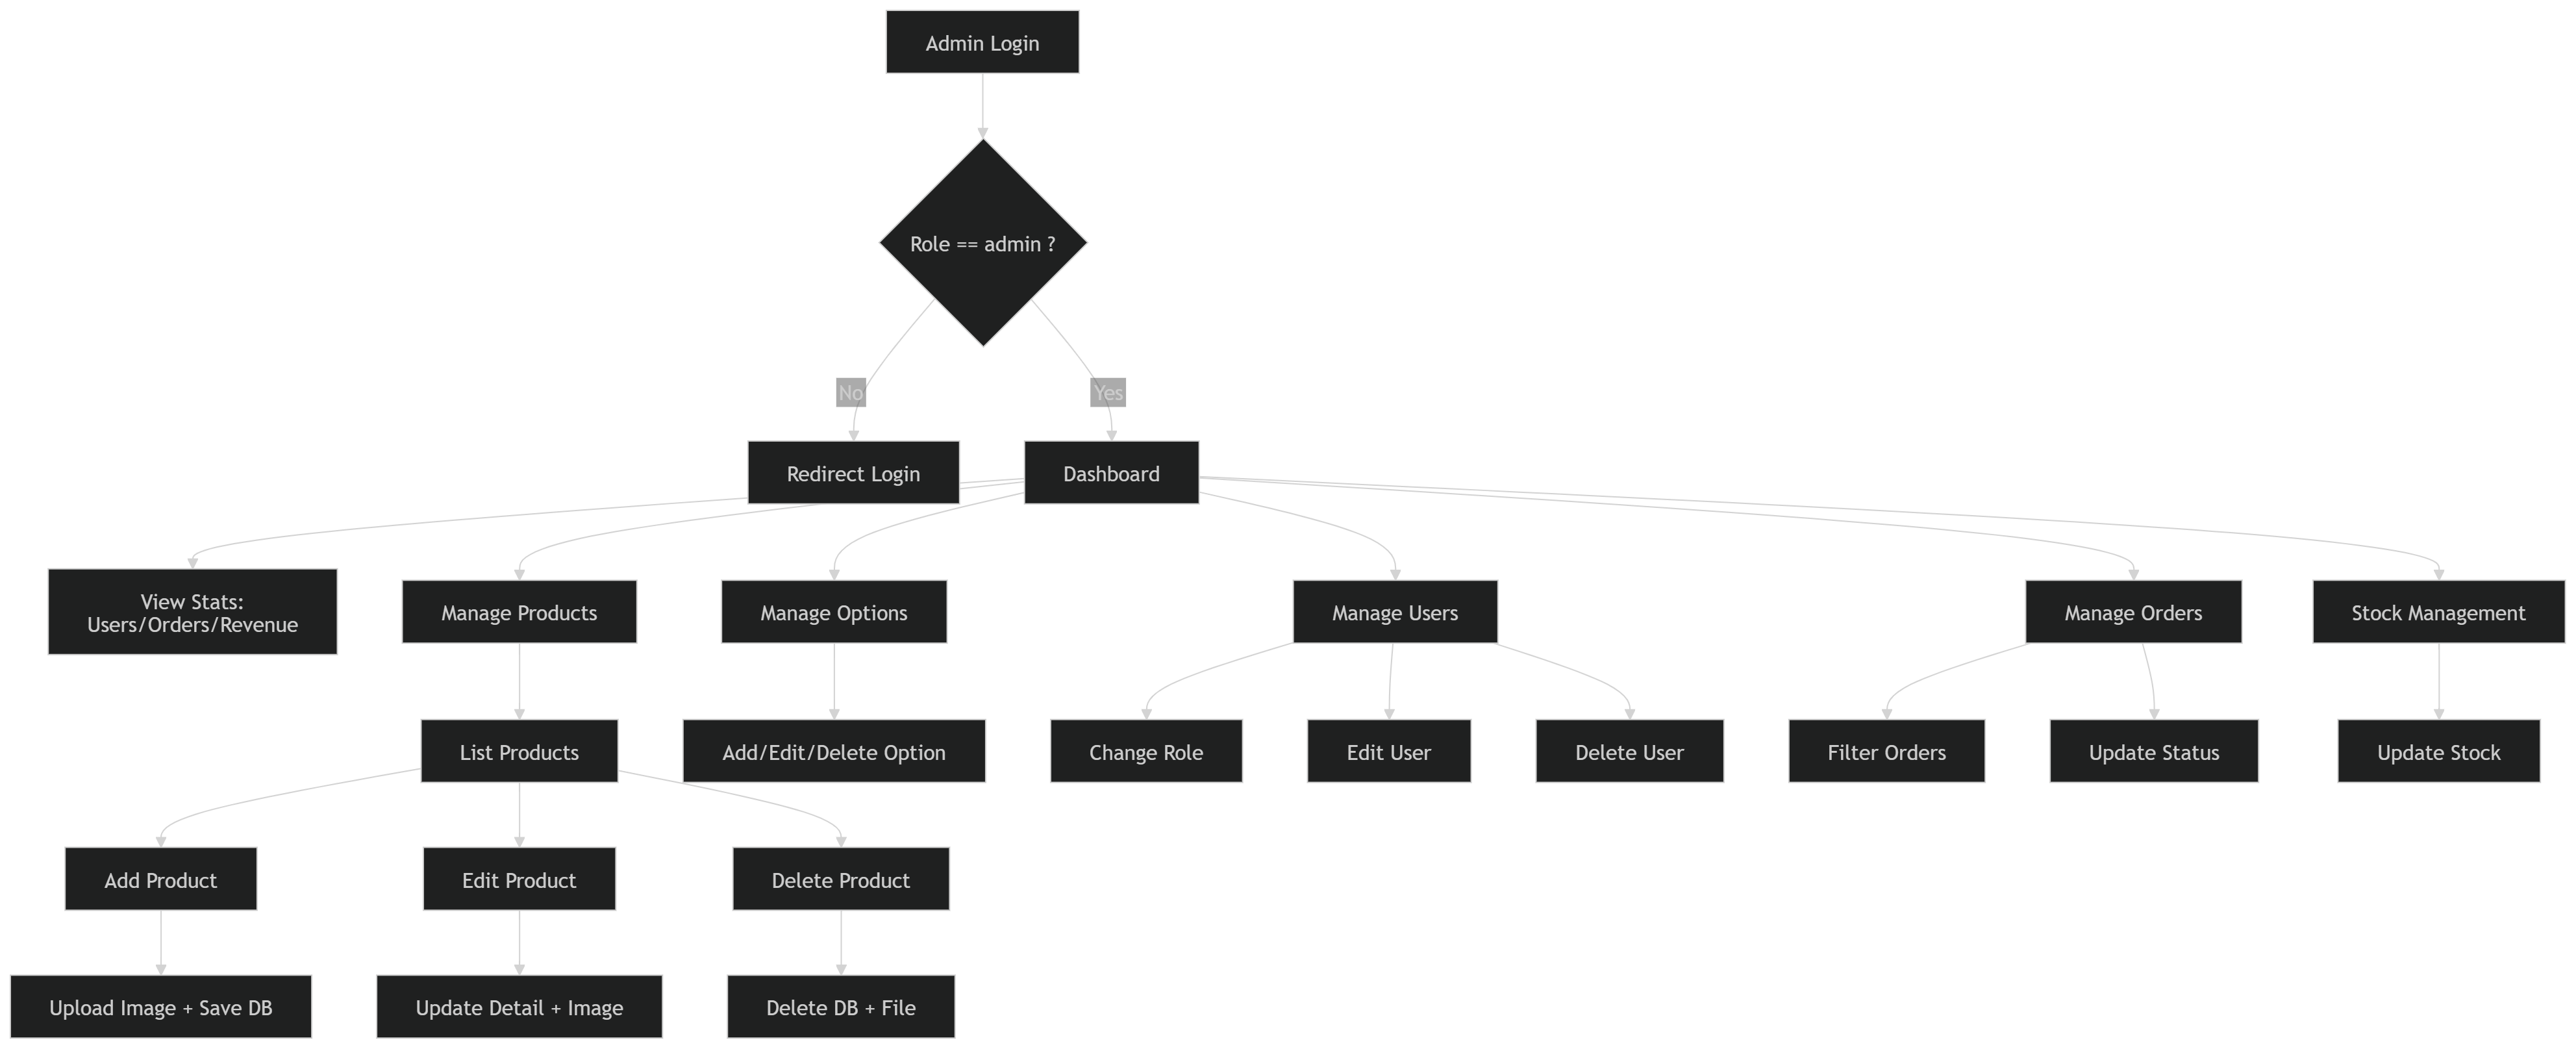 Admin Login
Role == admin ?
No
Yes
Redirect Login
Dashboard
View Stats:
Users/Orders/Revenue
Manage Products
Manage Options
Manage Users
Manage Orders
Stock Management
List Products
Add/Edit/Delete Option
Change Role
Edit User
Delete User
Filter Orders
Update Status
Update Stock
Add Product
Edit Product
Delete Product
Upload Image + Save DB
Update Detail + Image
Delete DB + File